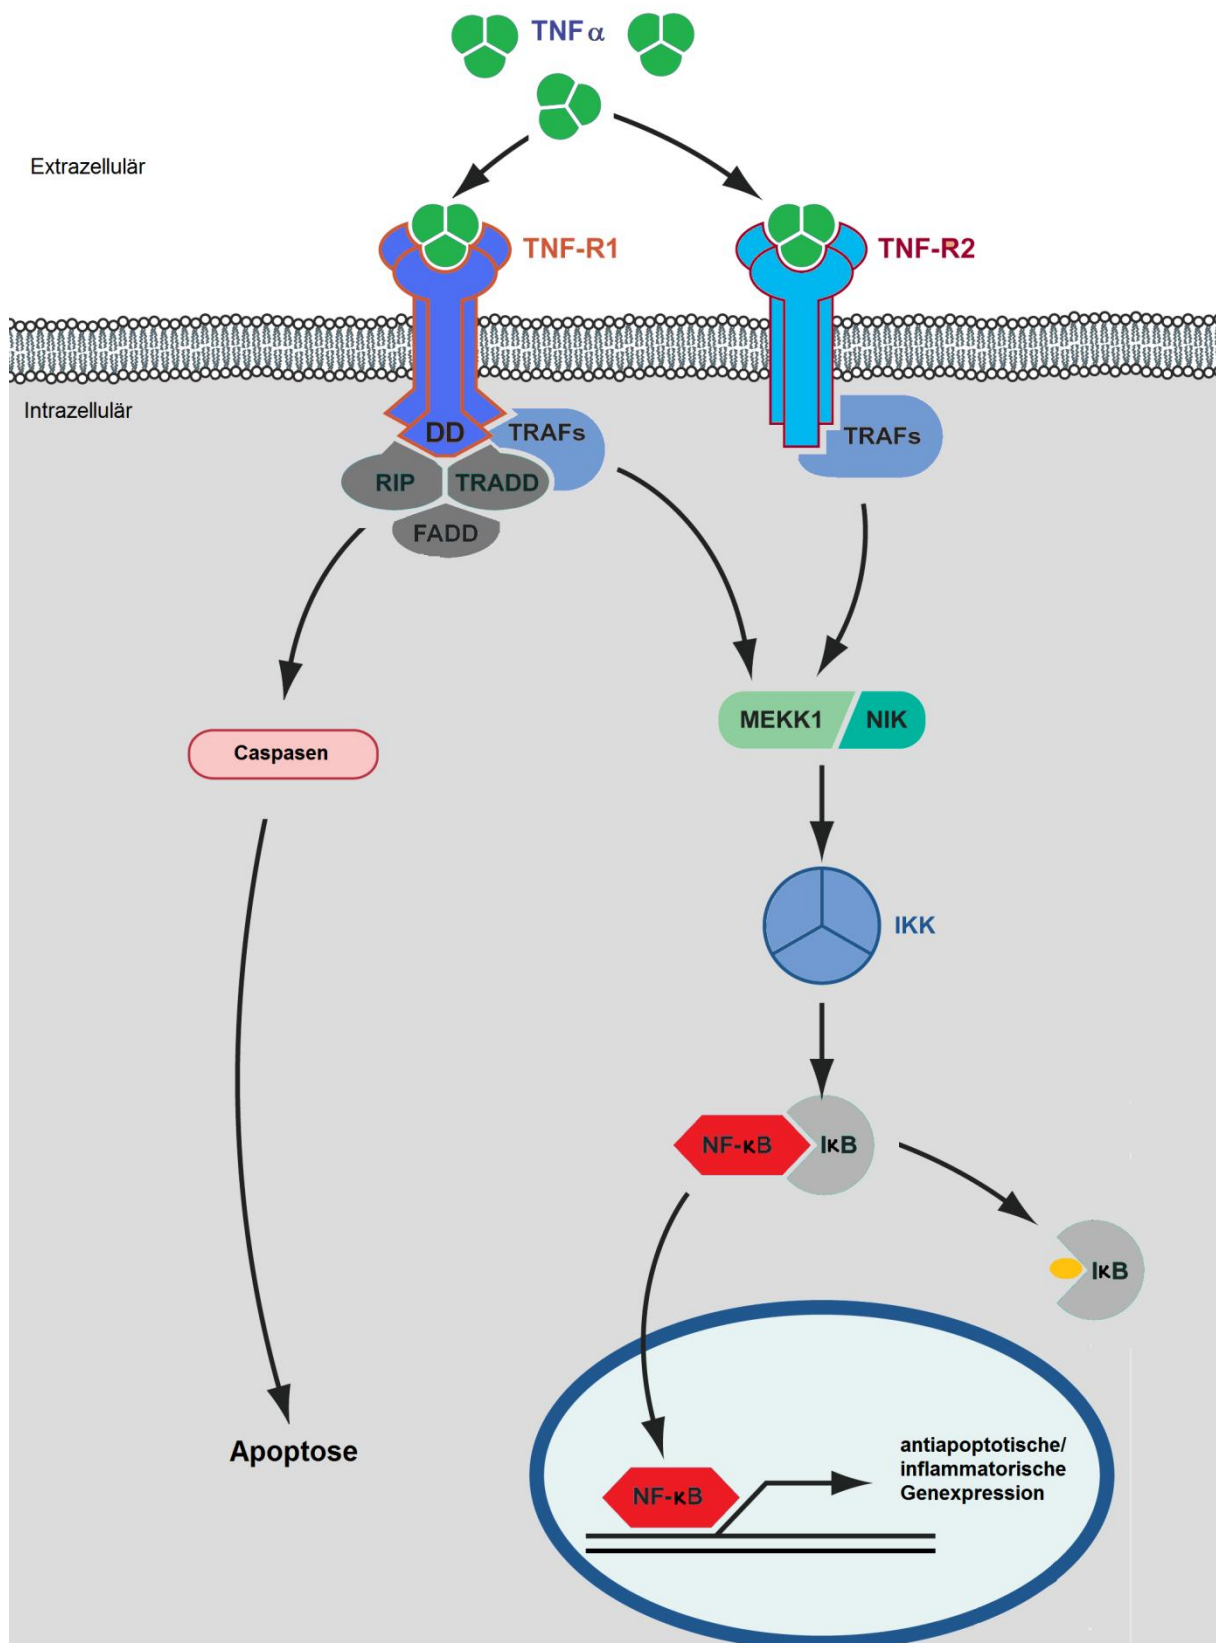 TNF α
Extrazellulär
TNF-R1
TNF-R2
Intrazellulär
DD
TRAFs
TRAFs
RIP
TRADD
FADD
MEKK1
NIK
Caspasen
IKK
NF-κB
IκB
IκB
Apoptose
antiapoptotische/
inflammatorische
Genexpression
NF-κB